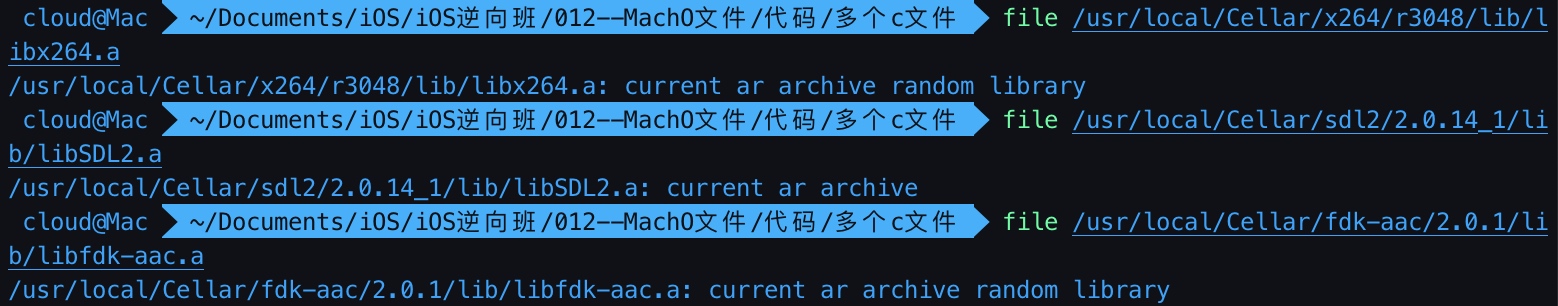 cloud@Mac ~/Documents/iOS/iOS逆向班/012--MachO文件/代码/多个c文件 file /usr/local/Cellar/x264/r3048/lib/l
ibx264.a
/usr/local/Cellar/x264/r3048/lib/libx264.a: current ar archive random library
cloud@Mac ~/Documents/iOS/iOS逆向班/012--MachO文件/代码/多个c文件 file /usr/local/Cellar/sdl2/2.0.14_1/li
b/libSDL2.a
/usr/local/Cellar/sdl2/2.0.14_1/lib/libSDL2.a: current ar archive
cloud@Mac ~/Documents/iOS/iOS逆向班/012--MachO文件/代码/多个c文件 file /usr/local/Cellar/fdk-aac/2.0.1/li
b/libfdk-aac.a
/usr/local/Cellar/fdk-aac/2.0.1/lib/libfdk-aac.a: current ar archive random library